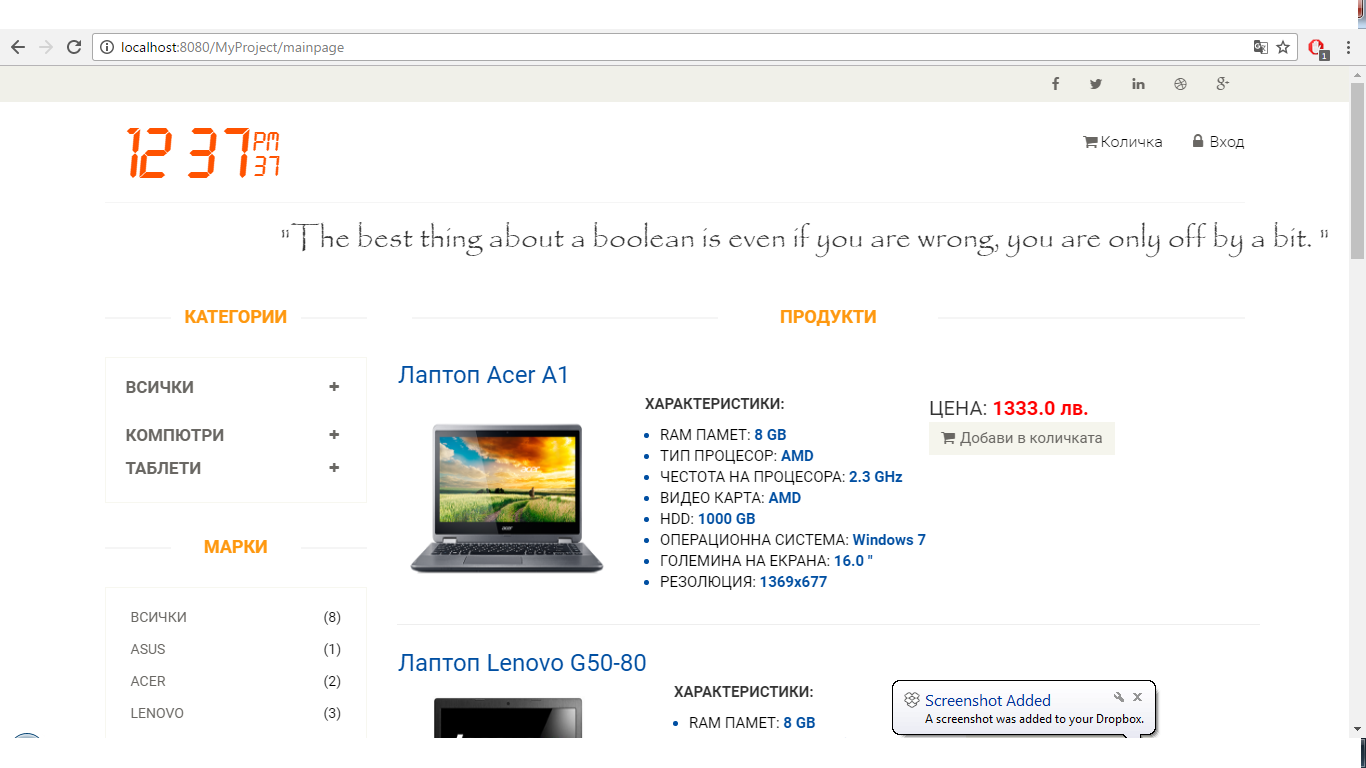 localhost:8080/MyProject/mainpage
1
12 37 PM 37
Количка Вход
"The best thing about a boolean is even if you are wrong, you are only off by a bit. "
КАТЕГОРИИ
ВСИЧКИ +
КОМПЮТРИ +
ТАБЛЕТИ +
МАРКИ
ВСИЧКИ (8)
ASUS (1)
ACER (2)
LENOVO (3)
ПРОДУКТИ
Лаптоп Acer A1
acer
ХАРАКТЕРИСТИКИ:
RAM ПАМЕТ: 8 GB
ТИП ПРОЦЕСОР: AMD
ЧЕСТОТА НА ПРОЦЕСОРА: 2.3 GHz
ВИДЕО КАРТА: AMD
HDD: 1000 GB
ОПЕРАЦИОННА СИСТЕМА: Windows 7
ГОЛЕМИНА НА ЕКРАНА: 16.0 "
РЕЗОЛЮЦИЯ: 1369x677
ЦЕНА: 1333.0 лв.
Добави в количката
Лаптоп Lenovo G50-80
ХАРАКТЕРИСТИКИ:
RAM ПАМЕТ: 8 GB
Screenshot Added
A screenshot was added to your Dropbox.